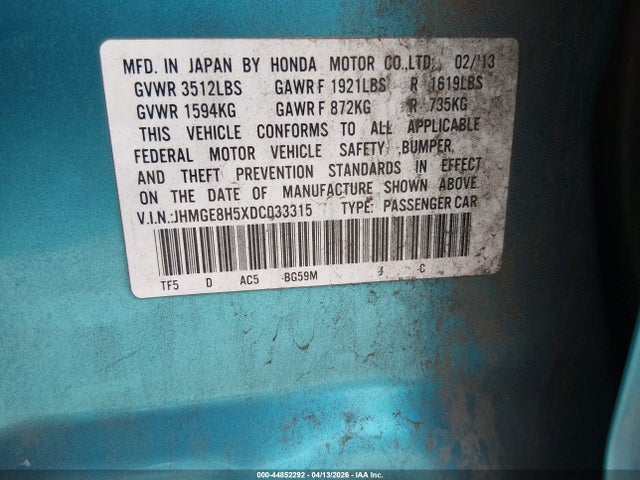 MFD. IN JAPAN BY HONDA MOTOR CO.,LTD. 02/'13
GVWR 3512LBS GAWR F 1921LBS R 1619LBS
GVWR 1594KG GAWR F 872KG R 735KG
THIS VEHICLE CONFORMS TO ALL APPLICABLE
FEDERAL MOTOR VEHICLE SAFETY, BUMPER,
AND THEFT PREVENTION STANDARDS IN EFFECT
ON THE DATE OF MANUFACTURE SHOWN ABOVE.
V.I.N.:JHMGE8H5XDC033315 TYPE: PASSENGER CAR
TF5 D AC5 BG59M C
000-44852292 - 04/13/2026 - IAAI, Inc.